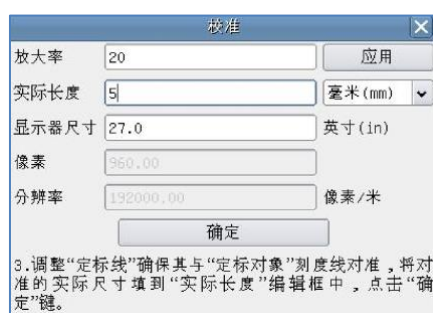 校准
放大率 20 应用
实际长度 5 毫米(mm)
显示器尺寸 27.0 英寸(in)
像素 960.00
分辨率 192000.00 像素/米
确定
3.调整“定标线”确保其与“定标对象”刻度线对准,将对
准的实际尺寸填到“实际长度”编辑框中,点击“确
定”键。